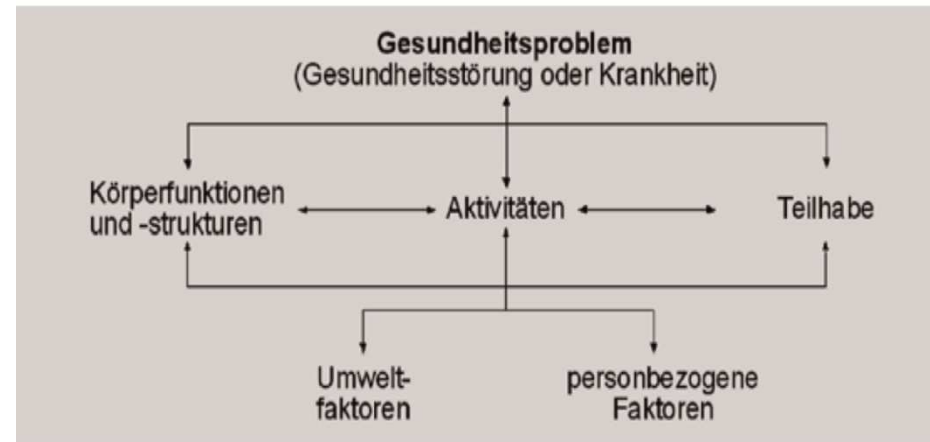 Gesundheitsproblem
(Gesundheitsstörung oder Krankheit)
Körperfunktionen
und -strukturen
Aktivitäten
Teilhabe
Umwelt-
faktoren
personbezogene
Faktoren